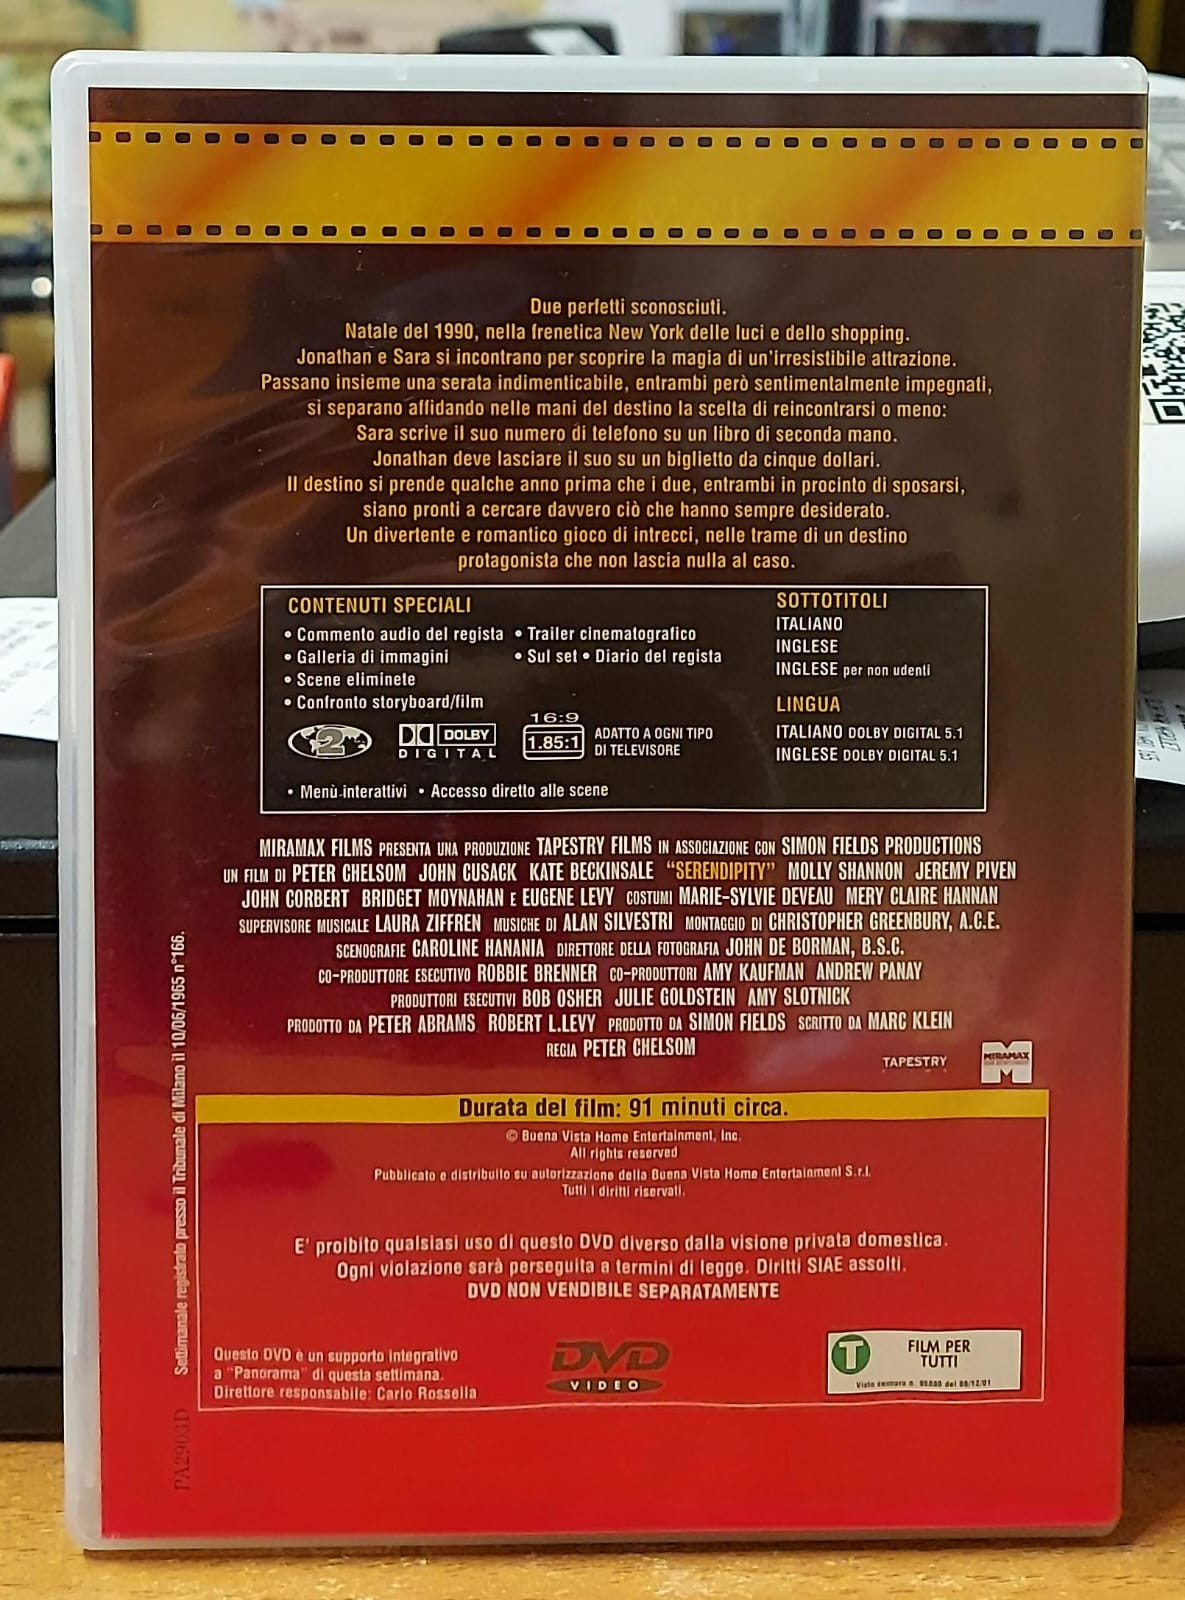 Due perfetti sconosciuti.
Natale del 1990, nella frenetica New York delle luci e dello shopping.
Jonathan e Sara si incontrano per scoprire la magia di un'irresistibile attrazione.
Passano insieme una serata indimenticabile, entrambi però sentimentalmente impegnati,
si separano affidando nelle mani del destino la scelta di reincontrarsi o meno:
Sara scrive il suo numero di telefono su un libro di seconda mano.
Jonathan deve lasciare il suo su un biglietto da cinque dollari.
Il destino si prende qualche anno prima che i due, entrambi in procinto di sposarsi,
siano pronti a cercare davvero ciò che hanno sempre desiderato.
Un divertente e romantico gioco di intrecci, nelle trame di un destino
protagonista che non lascia nulla al caso.
CONTENUTI SPECIALI
• Commento audio del regista • Trailer cinematografico
• Galleria di immagini • Sul set • Diario del regista
• Scene eliminete
• Confronto storyboard/film
2 DOLBY DIGITAL 16:9 1.85:1 ADATTO A OGNI TIPO
DI TELEVISORE
• Menù interattivi • Accesso diretto alle scene
SOTTOTITOLI
ITALIANO
INGLESE
INGLESE per non udenti
LINGUA
ITALIANO DOLBY DIGITAL 5.1
INGLESE DOLBY DIGITAL 5.1
MIRAMAX FILMS PRESENTA UNA PRODUZIONE TAPESTRY FILMS IN ASSOCIAZIONE CON SIMON FIELDS PRODUCTIONS
UN FILM DI PETER CHELSOM JOHN CUSACK KATE BECKINSALE "SERENDIPITY" MOLLY SHANNON JEREMY PIVEN
JOHN CORBERT BRIDGET MOYNAHAN E EUGENE LEVY COSTUMI MARIE-SYLVIE DEVEAU MERY CLAIRE HANNAN
SUPERVISORE MUSICALE LAURA ZIFFREN MUSICHE DI ALAN SILVESTRI MONTAGGIO DI CHRISTOPHER GREENBURY, A.C.E.
SCENOGRAFIE CAROLINE HANANIA DIRETTORE DELLA FOTOGRAFIA JOHN DE BORMAN, B.S.C.
CO-PRODUTTORE ESECUTIVO ROBBIE BRENNER CO-PRODUTTORI AMY KAUFMAN ANDREW PANAY
PRODUTTORI ESECUTIVI BOB OSHER JULIE GOLDSTEIN AMY SLOTNICK
PRODOTTO DA PETER ABRAMS ROBERT L.LEVY PRODOTTO DA SIMON FIELDS SCRITTO DA MARC KLEIN
REGIA PETER CHELSOM
TAPESTRY MIRAMAX
Durata del film: 91 minuti circa.
© Buena Vista Home Entertainment, Inc.
All rights reserved
Pubblicato e distribuito su autorizzazione della Buena Vista Home Entertainment S.r.l.
Tutti i diritti riservati.
E' proibito qualsiasi uso di questo DVD diverso dalla visione privata domestica.
Ogni violazione sarà perseguita a termini di legge. Diritti SIAE assolti.
DVD NON VENDIBILE SEPARATAMENTE
Questo DVD è un supporto integrativo
a "Panorama" di questa settimana.
Direttore responsabile: Carlo Rossella
DVD
VIDEO
T FILM PER
TUTTI
Visto censura n. 95880 del 06/12/01
Settimanale registrato presso il Tribunale di Milano il 10/06/1965 n°166.
PA2903D